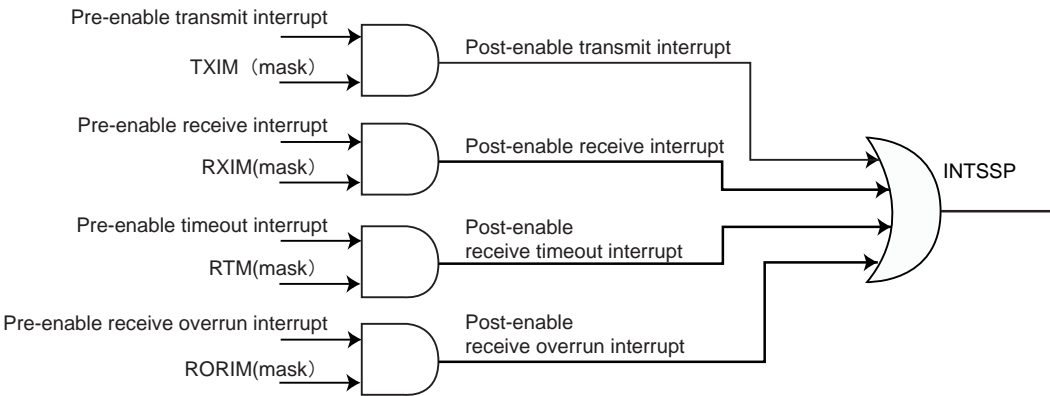 Pre-enable transmit interrupt
TXIM（mask）
Post-enable transmit interrupt
Pre-enable receive interrupt
RXIM(mask）
Post-enable receive interrupt
INTSSP
Pre-enable timeout interrupt
RTM(mask）
Post-enable
receive timeout interrupt
Pre-enable receive overrun interrupt
RORIM(mask）
Post-enable
receive overrun interrupt